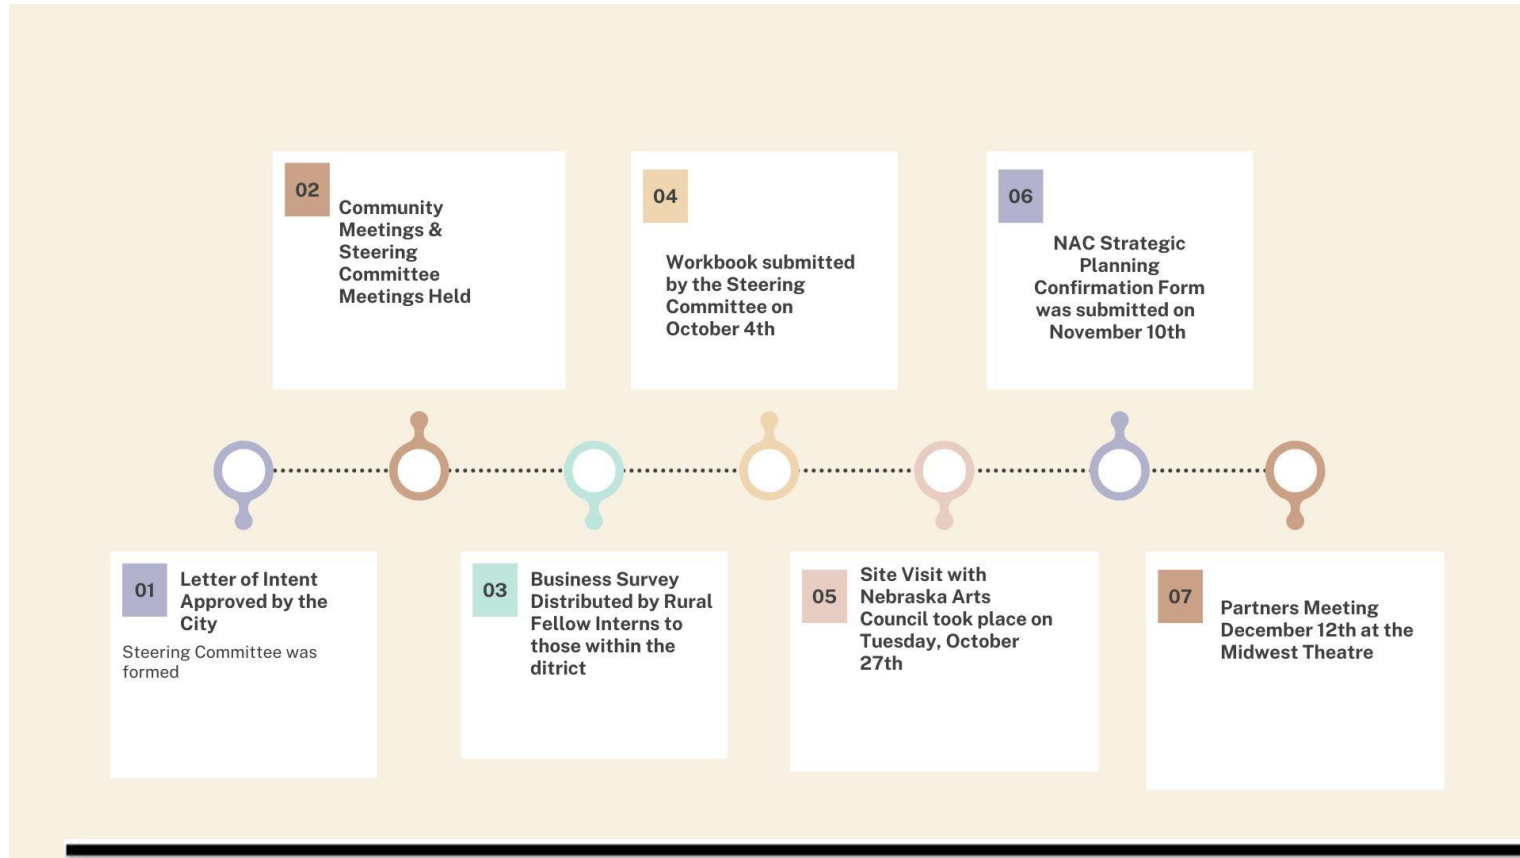 02
Community
Meetings &
Steering
Committee
Meetings Held
04
Workbook submitted
by the Steering
Committee on
October 4th
06
NAC Strategic
Planning
Confirmation Form
was submitted on
November 10th
01
Letter of Intent
Approved by the
City
Steering Committee was
formed
03
Business Survey
Distributed by Rural
Fellow Interns to
those within the
ditrict
05
Site Visit with
Nebraska Arts
Council took place on
Tuesday, October
27th
07
Partners Meeting
December 12th at the
Midwest Theatre